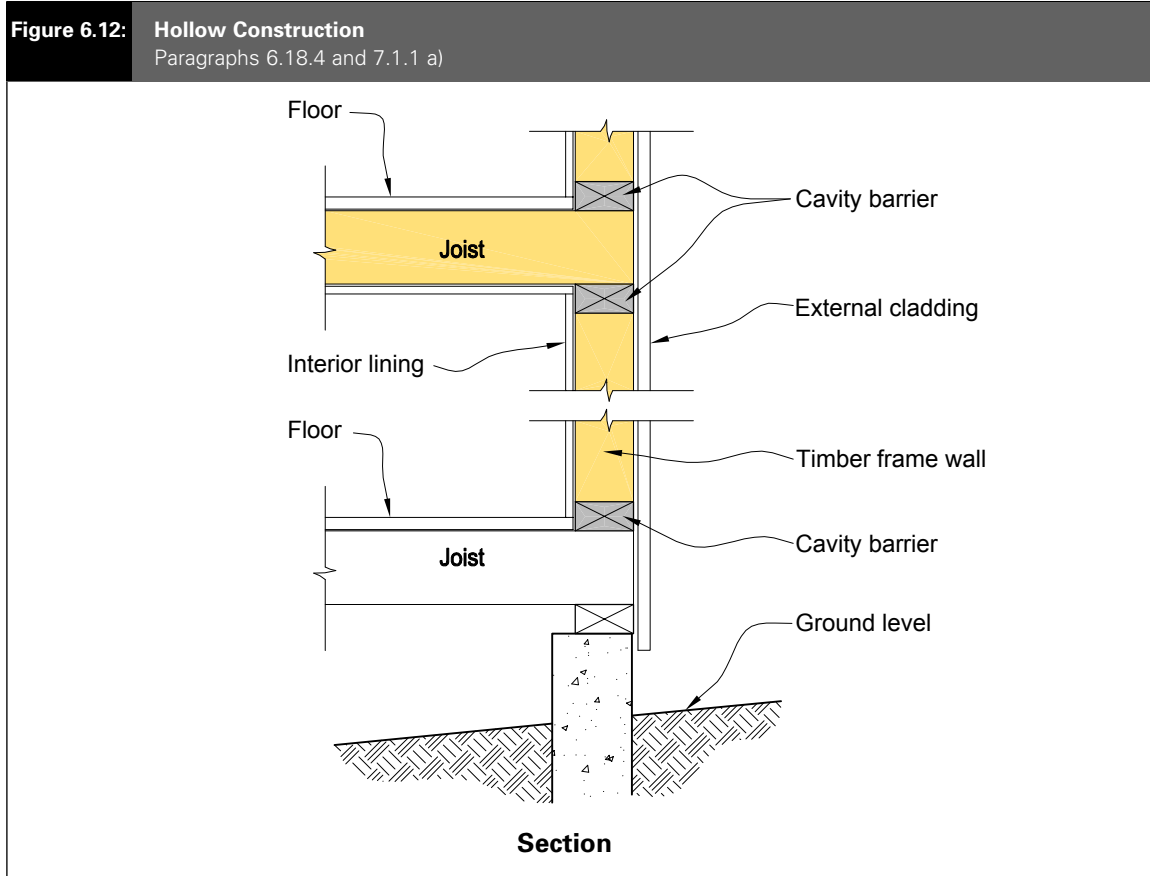 Figure 6.12:
Hollow Construction
Paragraphs 6.18.4 and 7.1.1 a)
Floor
Cavity barrier
Joist
External cladding
Interior lining
Floor
Timber frame wall
Cavity barrier
Joist
Ground level
Section